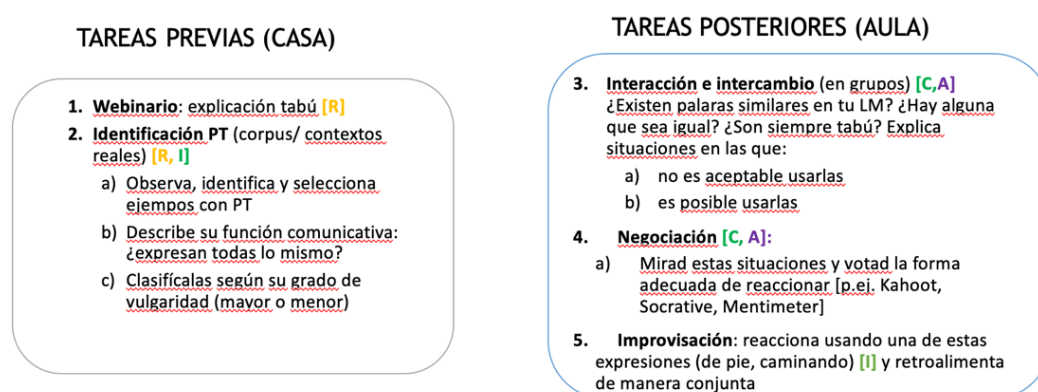 TAREAS PREVIAS (CASA)
1. Webinario: explicación tabú [R]
2. Identificación PT (corpus/ contextos
reales) [R, I]
a) Observa, identifica y selecciona
ejempos con PT
b) Describe su función comunicativa:
¿expresan todas lo mismo?
c) Clasifícalas según su grado de
vulgaridad (mayor o menor)
TAREAS POSTERIORES (AULA)
3. Interacción e intercambio (en grupos) [C,A]
¿Existen palaras similares en tu LM? ¿Hay alguna
que sea igual? ¿Son siempre tabú? Explica
situaciones en las que:
a) no es aceptable usarlas
b) es posible usarlas
4. Negociación [C, A]:
a) Mirad estas situaciones y votad la forma
adecuada de reaccionar [p.ej. Kahoot,
Socrative, Mentimeter]
5. Improvisación: reacciona usando una de estas
expresiones (de pie, caminando) [I] y retroalimenta
de manera conjunta